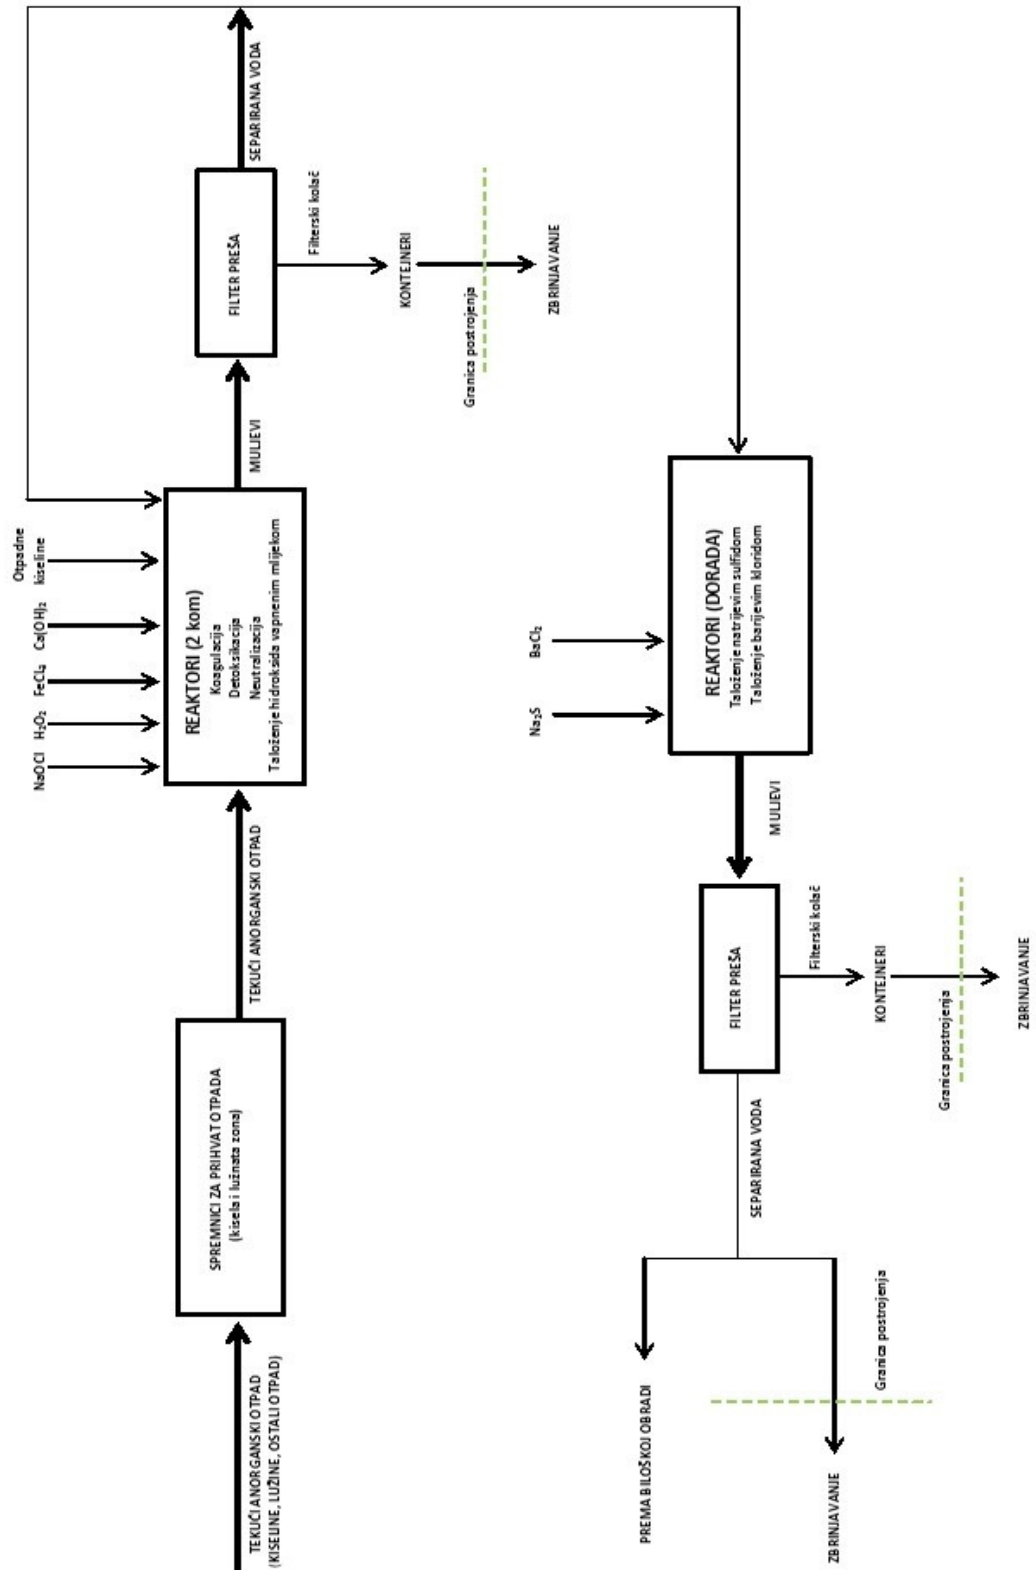 TEKUĆI ANORGANSKI OTPAD
(KISELINE, LUŽINE, OSTALI OTPAD)
SPREMNICI ZA PRIHVAT OTPADA
(kisela i lužnata zona)
TEKUĆI ANORGANSKI OTPAD
NaOCl
H₂O₂
FeCl₃
Ca(OH)₂
Otpadne
kiseline
REAKTORI (2 kom)
Koagulacija
Detoksikacija
Neutralizacija
Taloženje hidroksida vapnenim mlijekom
MULJEVI
FILTER PREŠA
SEPARIRANA VODA
Filterski kolač
KONTEJNERI
Granica postrojenja
ZBRINJAVANJE
Na₂S
BaCl₂
REAKTORI (DORADA)
Taloženje natrijevim sulfidom
Taloženje barijevim kloridom
MULJEVI
FILTER PREŠA
Filterski kolač
KONTEJNERI
Granica postrojenja
ZBRINJAVANJE
SEPARIRANA VODA
PREMA BILOŠKOJ OBRADI
Granica postrojenja
ZBRINJAVANJE